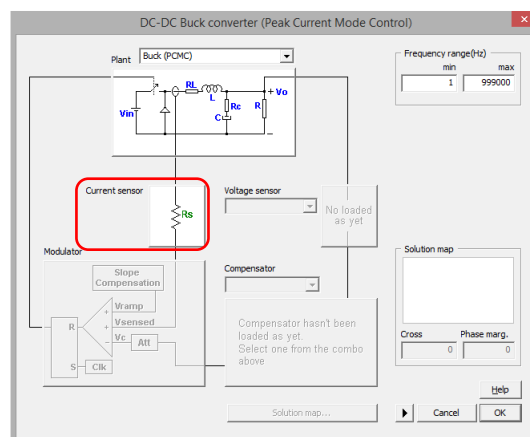 DC-DC Buck converter (Peak Current Mode Control)
×
Plant
Buck (PCMC)
Frequency range(Hz)
min
max
1
999000
RL
L
+ Vo
Rc
R
C
Vin
+
−
Current sensor
Rs
Voltage sensor
No loaded
as yet
Modulator
Slope
Compensation
Vramp
Vsensed
Vc
Att
R
S
Clk
+
+
−
Compensator
Compensator hasn't been
loaded as yet.
Select one from the combo
above
Solution map
Cross
Phase marg.
0
0
Help
Solution map...
Cancel
OK